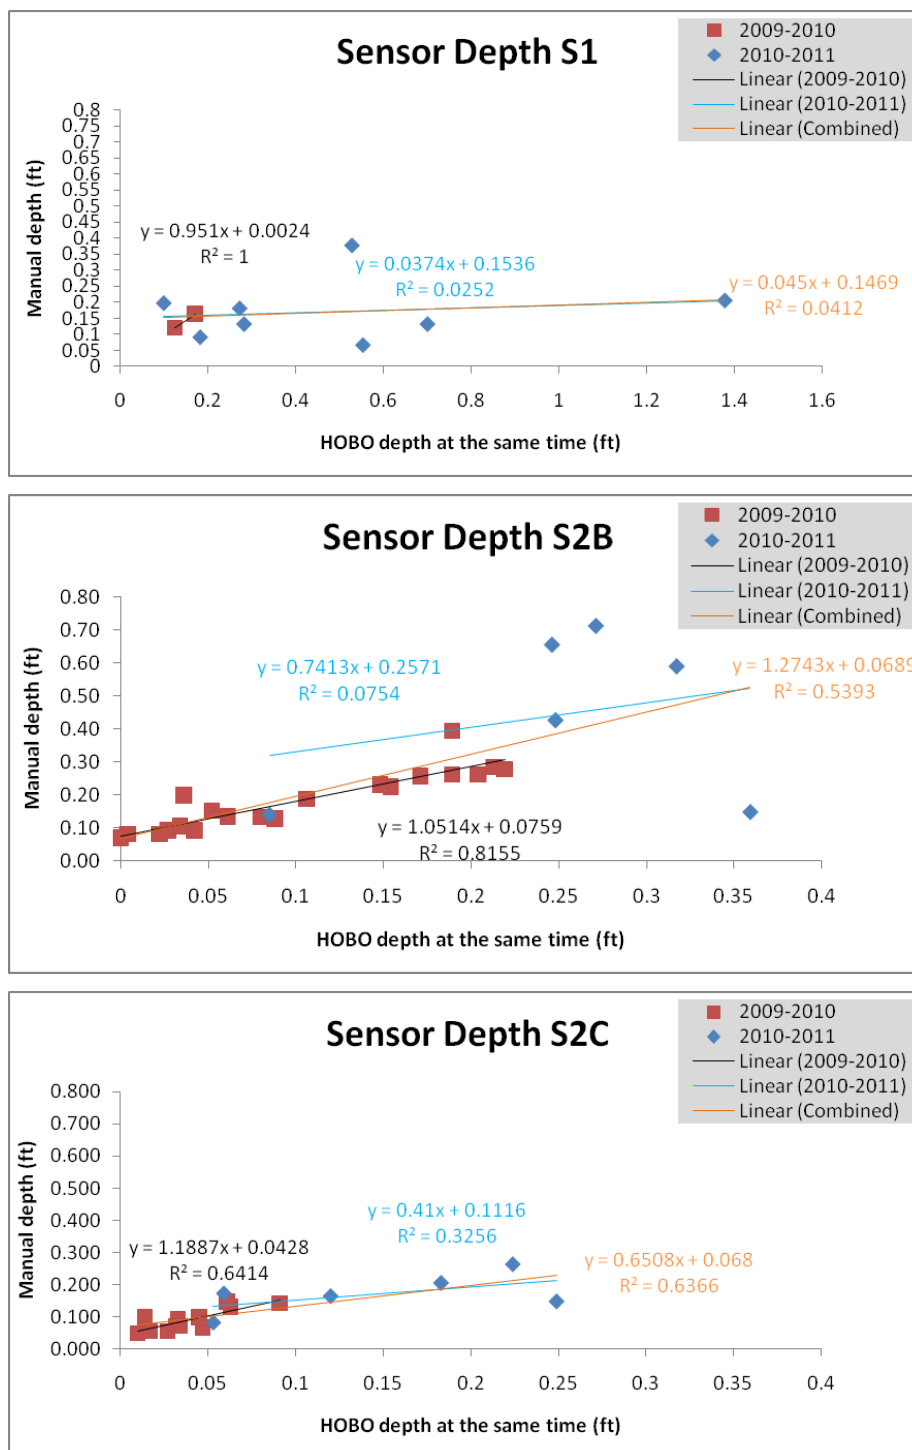 Sensor Depth S1
2009-2010
2010-2011
Linear (2009-2010)
Linear (2010-2011)
Linear (Combined)
Manual depth (ft)
0.8
0.75
0.7
0.65
0.6
0.55
0.5
0.45
0.4
0.35
0.3
0.25
0.2
0.15
0.1
0.05
0
y = 0.951x + 0.0024
R² = 1
y = 0.0374x + 0.1536
R² = 0.0252
y = 0.045x + 0.1469
R² = 0.0412
0 0.2 0.4 0.6 0.8 1 1.2 1.4 1.6
HOBO depth at the same time (ft)
Sensor Depth S2B
2009-2010
2010-2011
Linear (2009-2010)
Linear (2010-2011)
Linear (Combined)
Manual depth (ft)
0.80
0.70
0.60
0.50
0.40
0.30
0.20
0.10
0.00
y = 0.7413x + 0.2571
R² = 0.0754
y = 1.2743x + 0.0689
R² = 0.5393
y = 1.0514x + 0.0759
R² = 0.8155
0 0.05 0.1 0.15 0.2 0.25 0.3 0.35 0.4
HOBO depth at the same time (ft)
Sensor Depth S2C
2009-2010
2010-2011
Linear (2009-2010)
Linear (2010-2011)
Linear (Combined)
Manual depth (ft)
0.800
0.700
0.600
0.500
0.400
0.300
0.200
0.100
0.000
y = 1.1887x + 0.0428
R² = 0.6414
y = 0.41x + 0.1116
R² = 0.3256
y = 0.6508x + 0.068
R² = 0.6366
0 0.05 0.1 0.15 0.2 0.25 0.3 0.35 0.4
HOBO depth at the same time (ft)